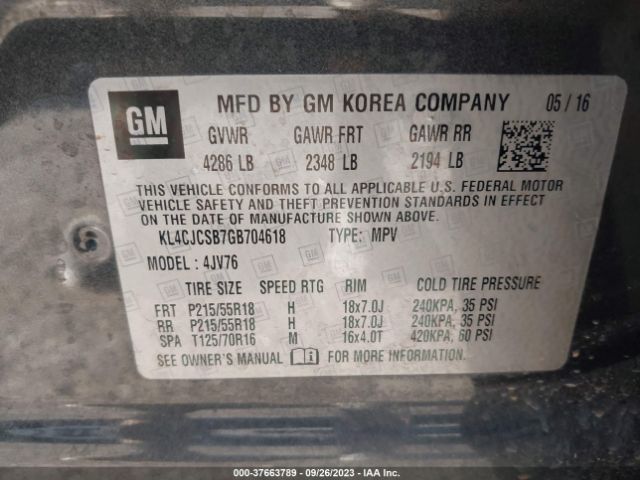 GM MFD BY GM KOREA COMPANY 05/16
GVWR GAWR FRT GAWR RR
4286 LB 2348 LB 2194 LB
THIS VEHICLE CONFORMS TO ALL APPLICABLE U.S. FEDERAL MOTOR
VEHICLE SAFETY AND THEFT PREVENTION STANDARDS IN EFFECT
ON THE DATE OF MANUFACTURE SHOWN ABOVE.
KL4CJCSB7GB704618 TYPE: MPV
MODEL: 4JV76
TIRE SIZE SPEED RTG RIM COLD TIRE PRESSURE
FRT P215/55R18 H 18x7.0J 240KPA, 35 PSI
RR P215/55R18 H 18x7.0J 240KPA, 35 PSI
SPA T125/70R16 M 16x4.0T 420KPA, 60 PSI
SEE OWNER'S MANUAL FOR MORE INFORMATION.
000-37663789 - 09/26/2023 - IAA Inc.